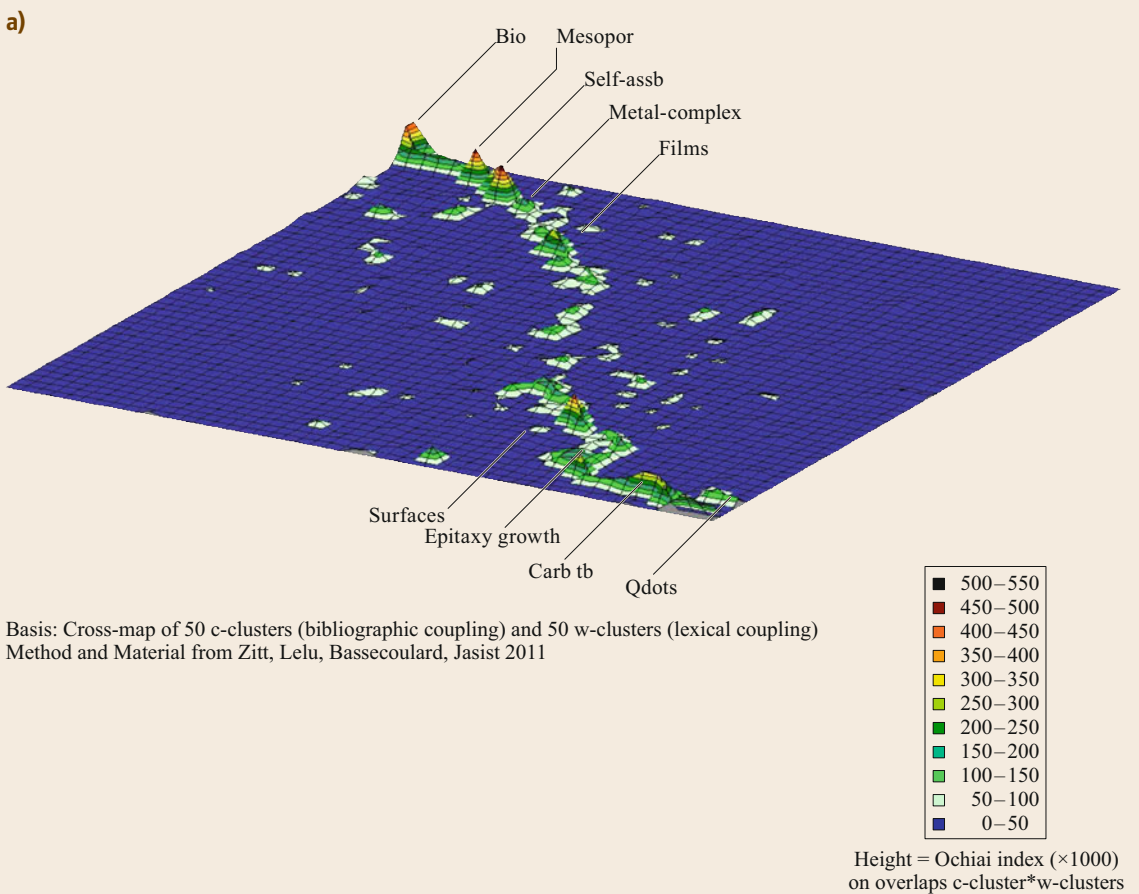 a)
Bio
Mesopor
Self-assb
Metal-complex
Films
Surfaces
Epitaxy growth
Carb tb
Qdots
Basis: Cross-map of 50 c-clusters (bibliographic coupling) and 50 w-clusters (lexical coupling)
Method and Material from Zitt, Lelu, Bassecoulard, Jasist 2011
500–550
450–500
400–450
350–400
300–350
250–300
200–250
150–200
100–150
50–100
0–50
Height = Ochiai index (×1000)
on overlaps c-cluster*w-clusters